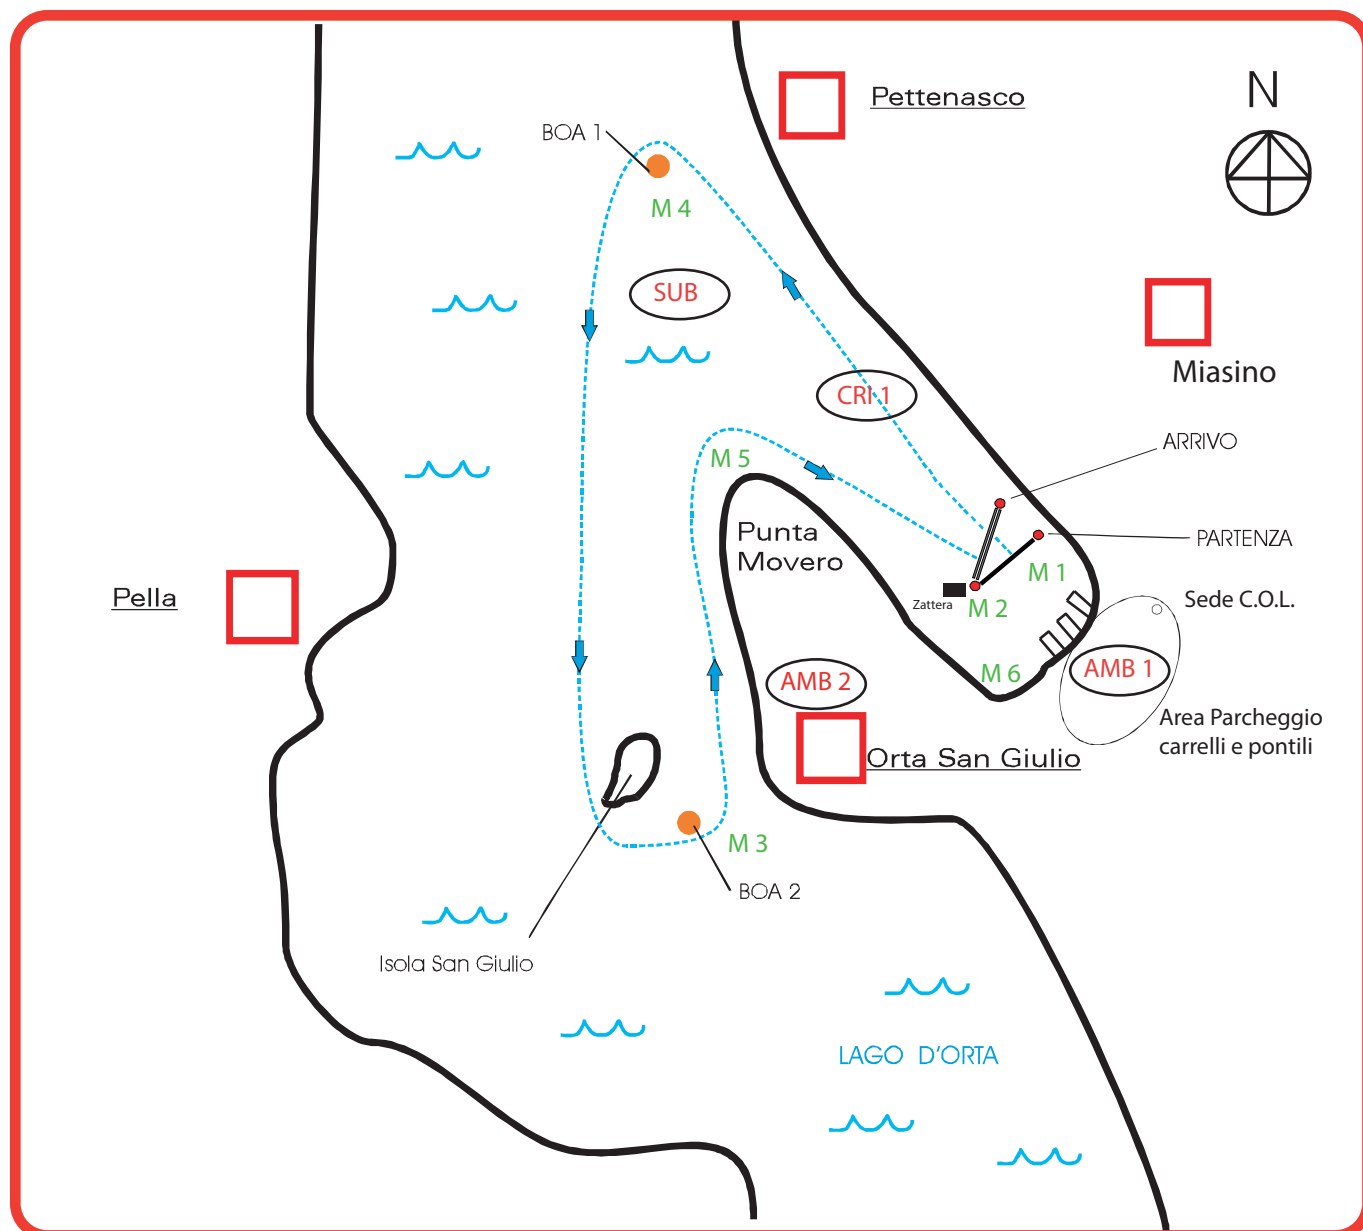 N
Pettenasco
BOA 1
M 4
SUB
Miasino
CRI 1
ARRIVO
M 5
Punta
Movero
PARTENZA
M 1
Pella
Zattera
M 2
Sede C.O.L.
M 6
AMB 1
AMB 2
Area Parcheggio
carrelli e pontili
Orta San Giulio
M 3
BOA 2
Isola San Giulio
LAGO D'ORTA